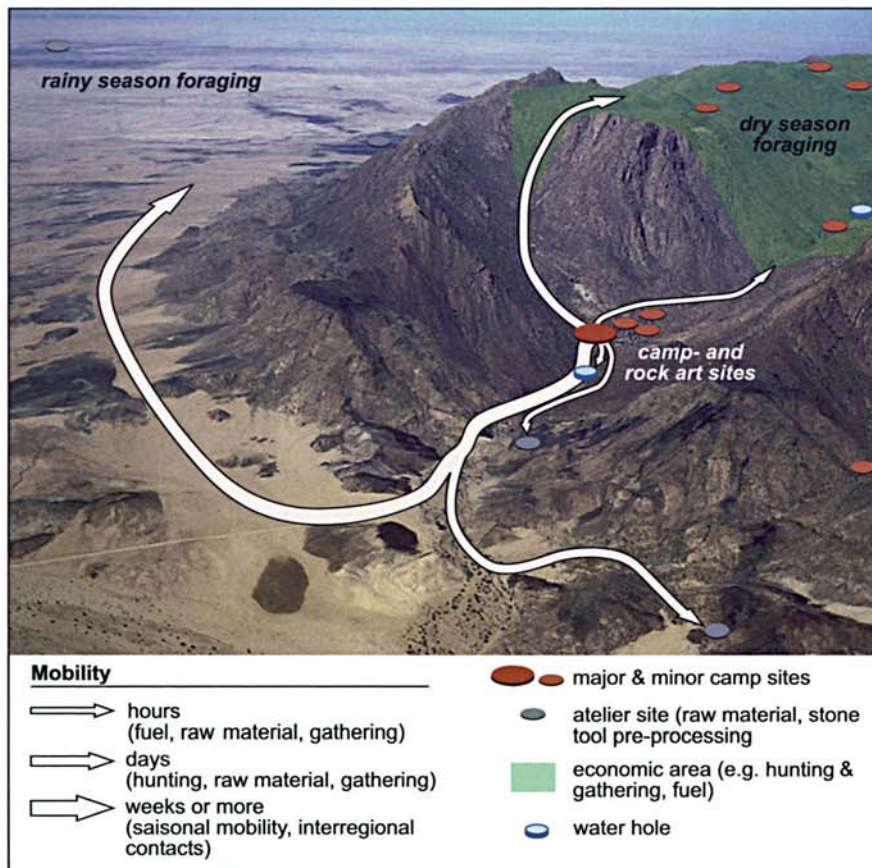 rainy season foraging
dry season
foraging
camp- and
rock art sites
Mobility
hours
(fuel, raw material, gathering)
days
(hunting, raw material, gathering)
weeks or more
(saisonal mobility, interregional
contacts)
major & minor camp sites
atelier site (raw material, stone
tool pre-processing
economic area (e.g. hunting &
gathering, fuel)
water hole